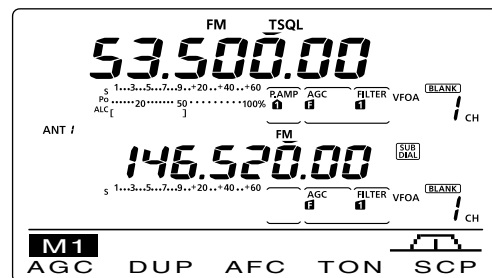 FM TSQL
53.500.00
S 1...3...5...7...9..+20..+40..+60 P.AMP AGC FILTER VFOA BLANK
Po ......20.......50.........100% 1 F 1 1 CH
ALC [ ]
ANT 1
FM
146.520.00 SUB DIAL
S 1...3...5...7...9..+20..+40..+60 AGC FILTER VFOA BLANK
F 1 1 CH
M1
AGC DUP AFC TON SCP